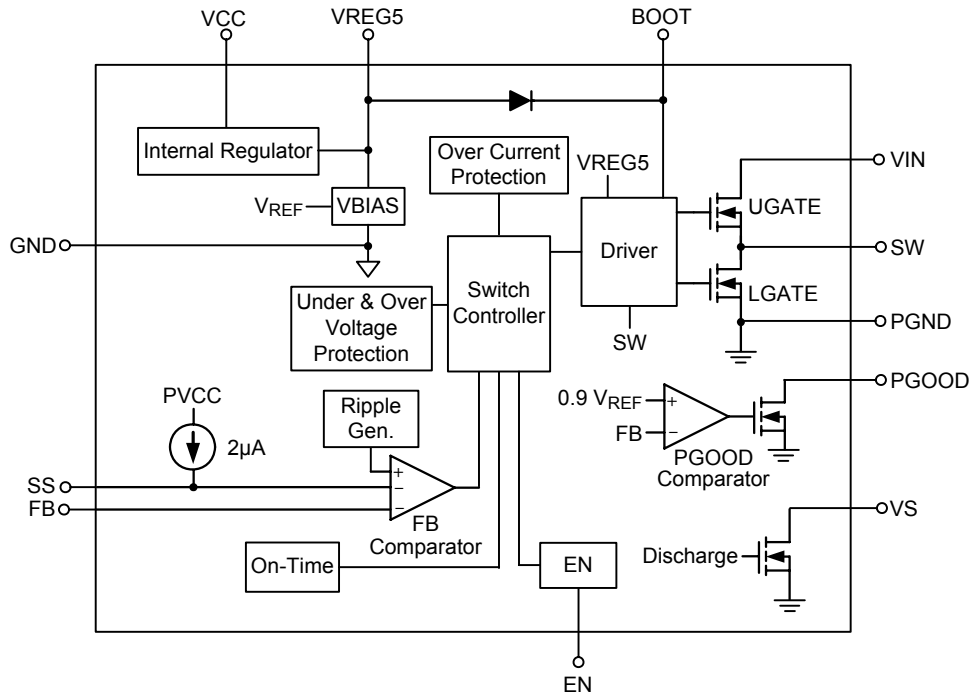 VCC
VREG5
BOOT
Internal Regulator
Over Current
Protection
VREG5
VIN
UGATE
VREF
VBIAS
GND
SW
Driver
Switch
Controller
LGATE
Under & Over
Voltage
Protection
PGND
SW
PGOOD
PVCC
0.9 VREF
+
FB
−
Ripple
Gen.
2µA
PGOOD
Comparator
SS
+
−
FB
−
FB
Comparator
VS
On-Time
EN
Discharge
EN